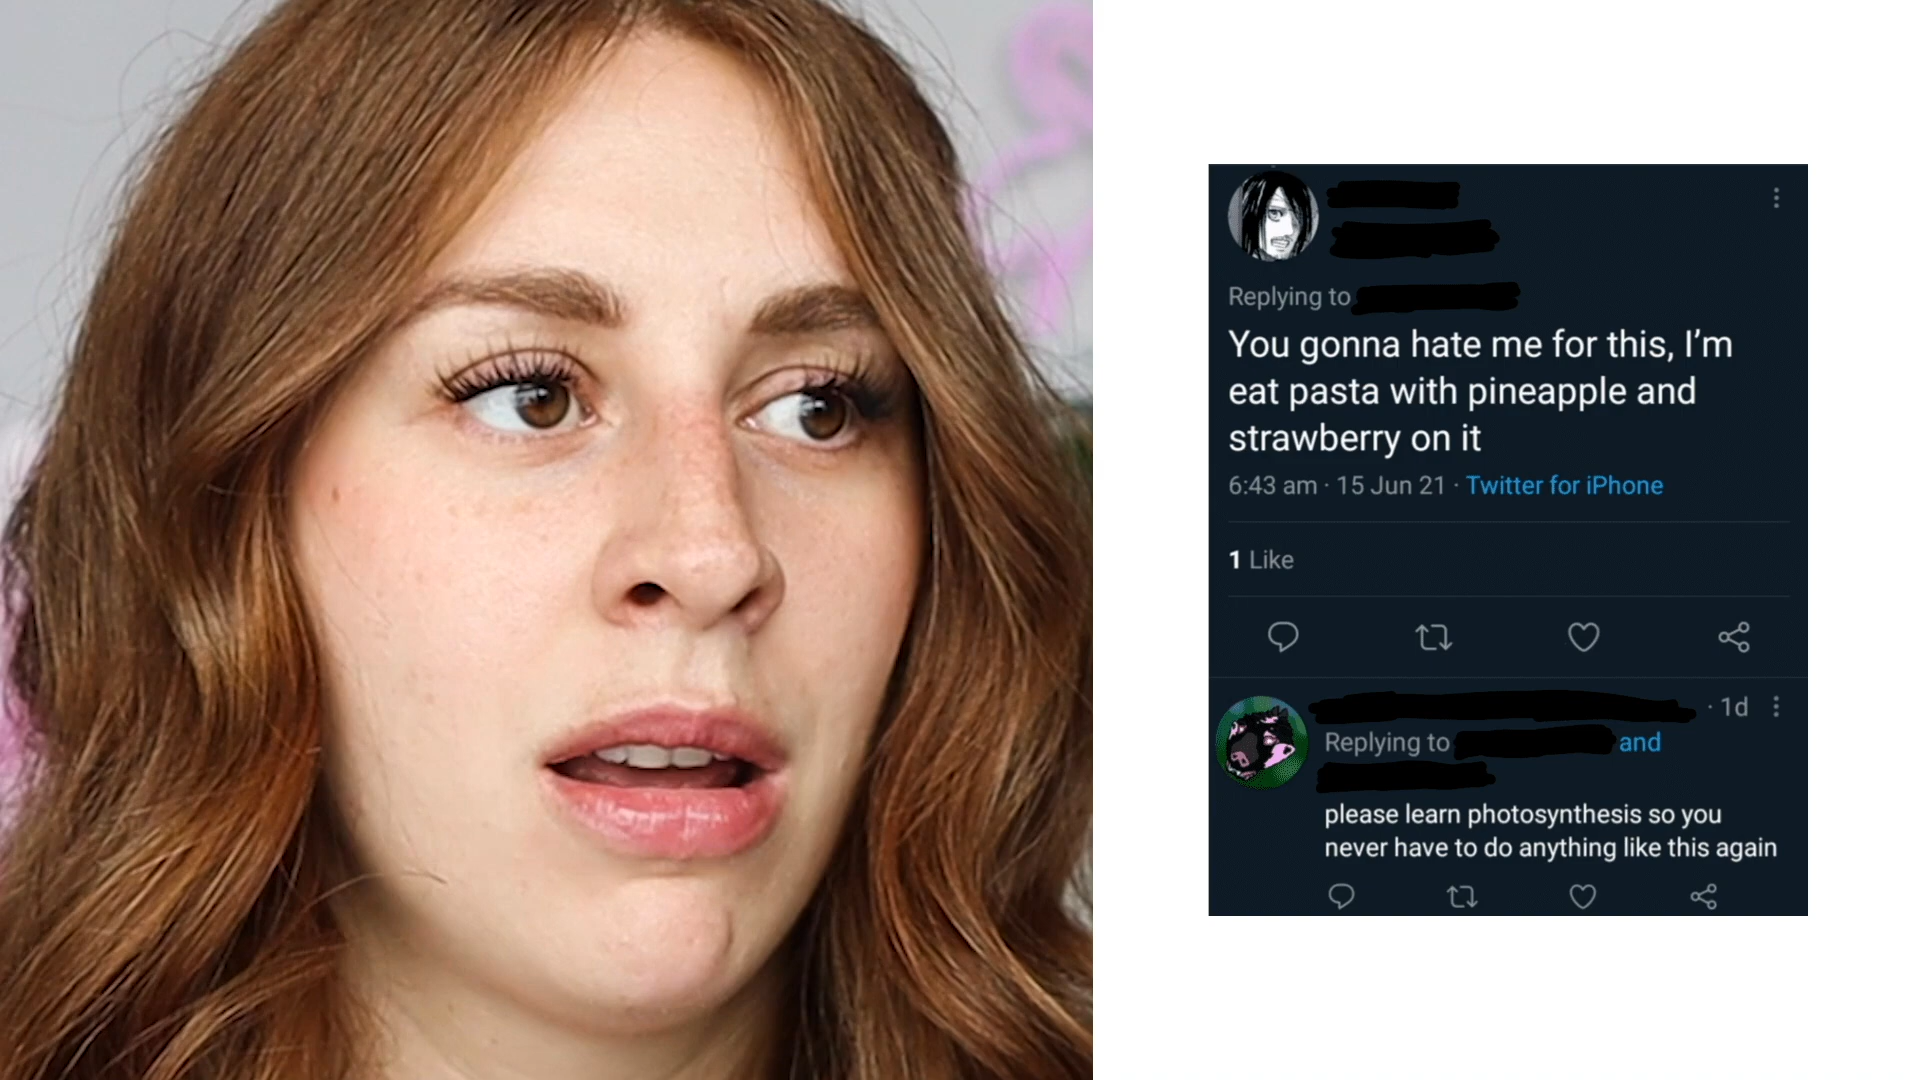 Replying to
You gonna hate me for this, I’m
eat pasta with pineapple and
strawberry on it
6:43 am · 15 Jun 21 · Twitter for iPhone
1 Like
· 1d
Replying to and
please learn photosynthesis so you
never have to do anything like this again